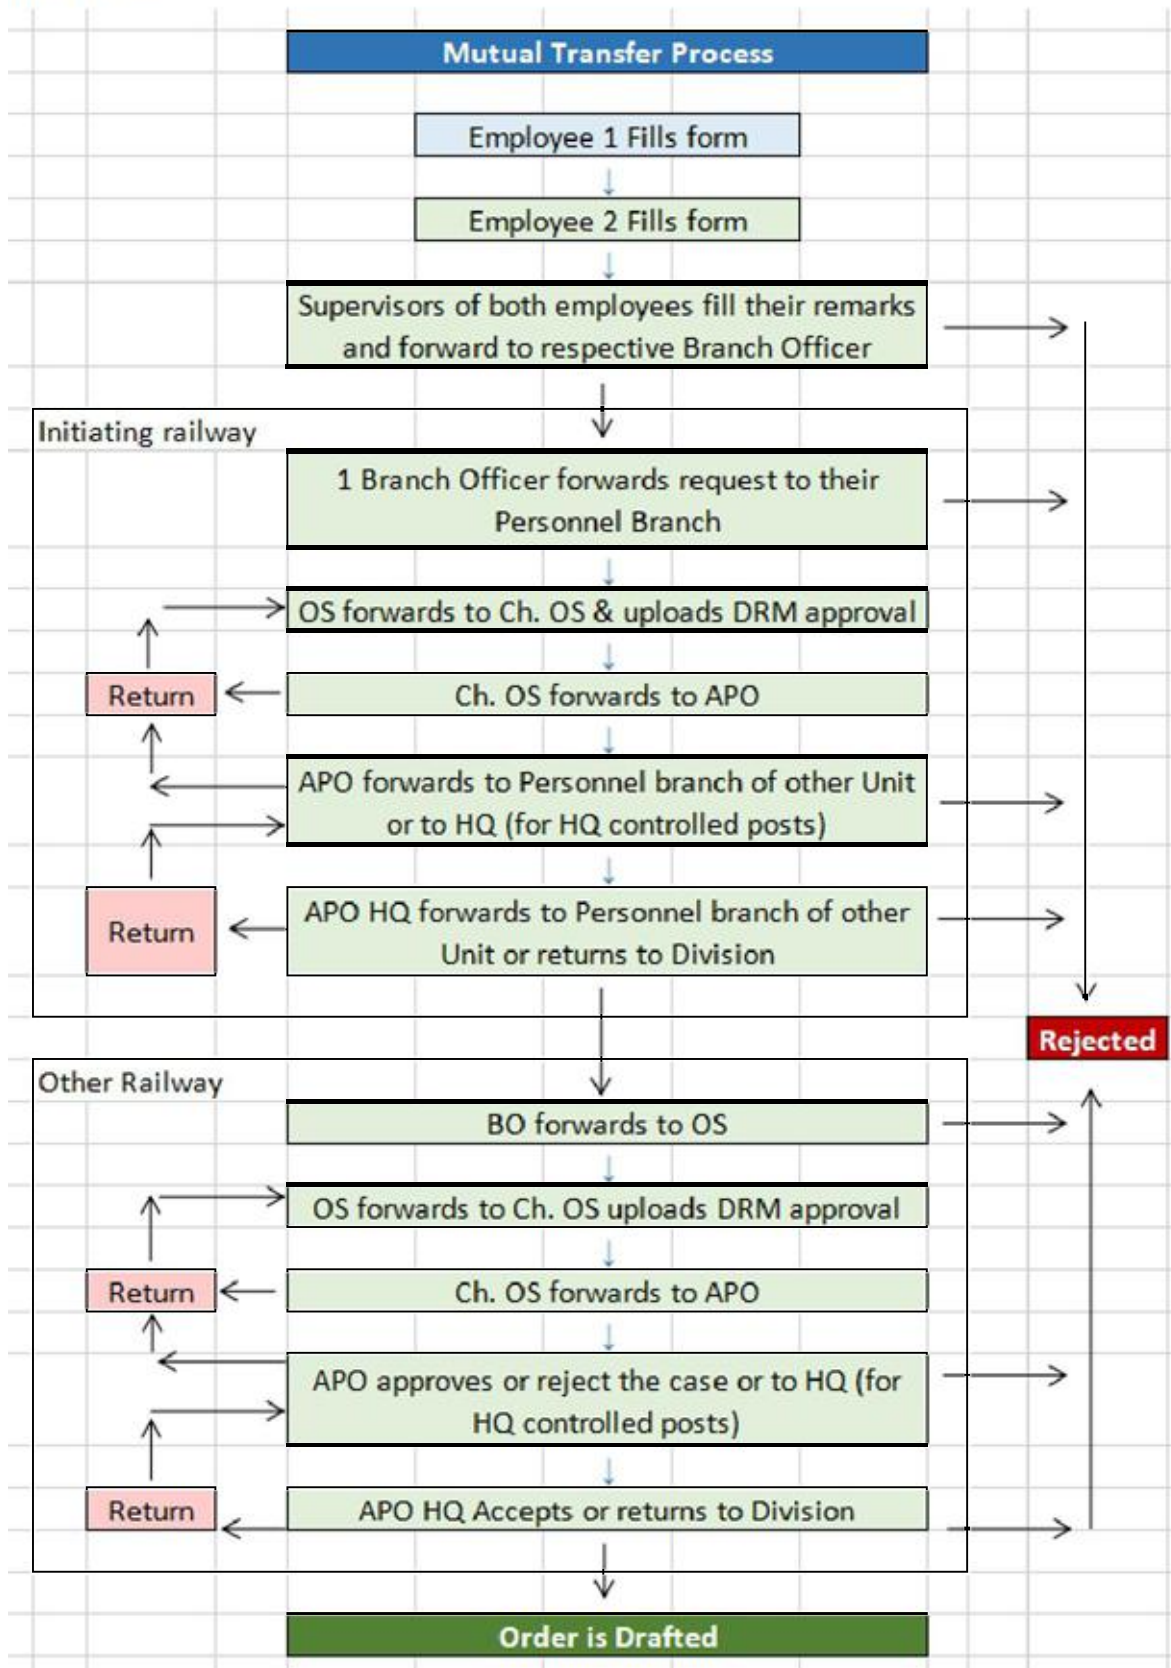 Mutual Transfer Process
Employee 1 Fills form
Employee 2 Fills form
Supervisors of both employees fill their remarks
and forward to respective Branch Officer
Initiating railway
1 Branch Officer forwards request to their
Personnel Branch
OS forwards to Ch. OS & uploads DRM approval
Return
Ch. OS forwards to APO
APO forwards to Personnel branch of other Unit
or to HQ (for HQ controlled posts)
Return
APO HQ forwards to Personnel branch of other
Unit or returns to Division
Rejected
Other Railway
BO forwards to OS
OS forwards to Ch. OS uploads DRM approval
Return
Ch. OS forwards to APO
APO approves or reject the case or to HQ (for
HQ controlled posts)
Return
APO HQ Accepts or returns to Division
Order is Drafted